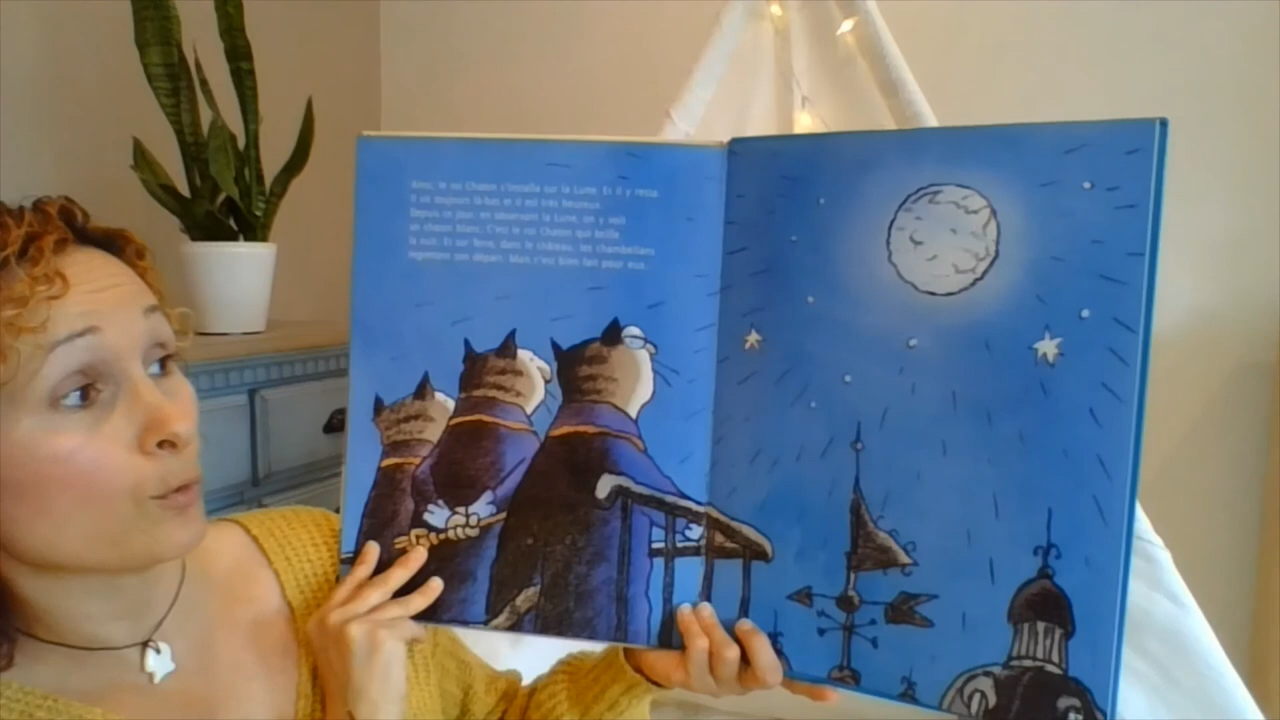 Ainsi, le roi Chaton s'installa sur la Lune. Et il y resta.
Il vit toujours là-bas et il est très heureux.
Depuis ce jour, en observant la Lune, on y voit
un chaton blanc. C'est le roi Chaton qui brille
la nuit. Et sur Terre, dans le château, les chambellans
regrettent son départ. Mais c'est bien fait pour eux.